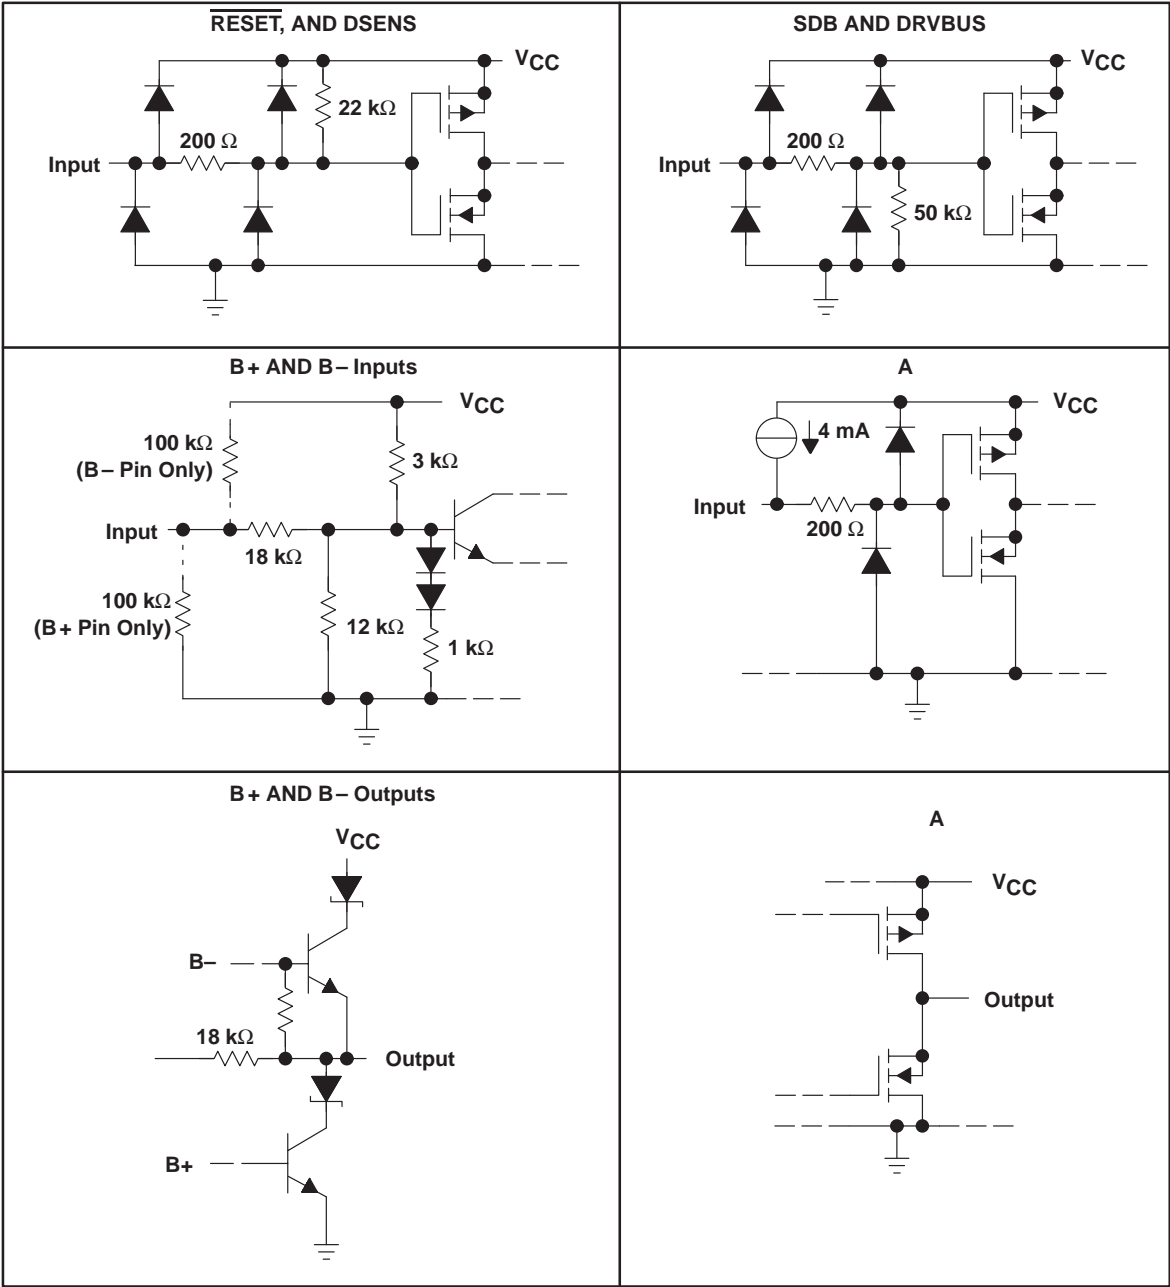 RESET, AND DSENS
VCC
22 kΩ
200 Ω
Input
SDB AND DRVBUS
VCC
200 Ω
Input
50 kΩ
B+ AND B– Inputs
VCC
100 kΩ
(B– Pin Only)
3 kΩ
Input
18 kΩ
100 kΩ
(B+ Pin Only)
12 kΩ
1 kΩ
A
VCC
4 mA
Input
200 Ω
B+ AND B– Outputs
VCC
B–
18 kΩ
Output
B+
A
VCC
Output